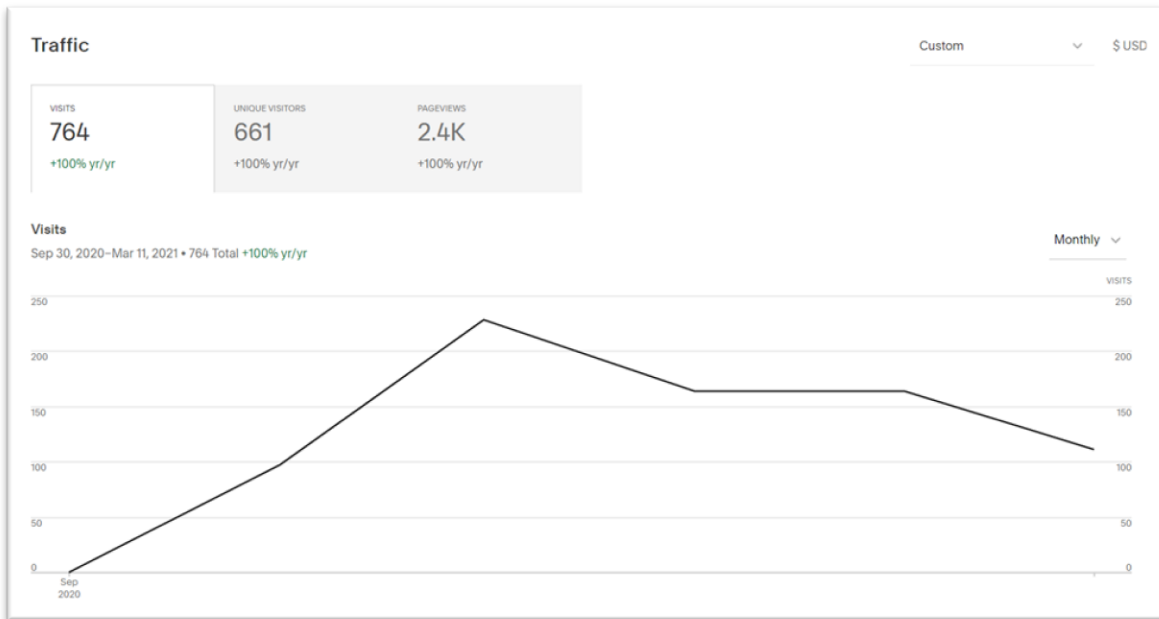 Traffic
Custom
$ USD
VISITS
UNIQUE VISITORS
PAGEVIEWS
764
661
2.4K
+100% yr/yr
+100% yr/yr
+100% yr/yr
Visits
Sep 30, 2020–Mar 11, 2021 • 764 Total +100% yr/yr
Monthly
VISITS
250
250
200
200
150
150
100
100
50
50
0
0
Sep
2020